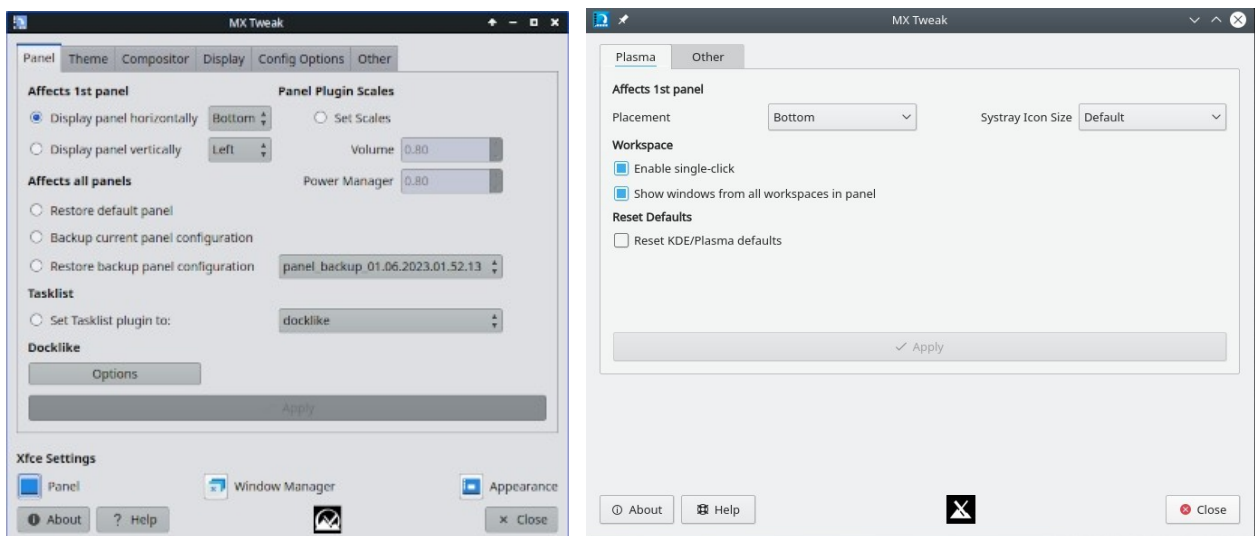 MX Tweak
Panel Theme Compositor Display Config Options Other
Affects 1st panel Panel Plugin Scales
Display panel horizontally Bottom Set Scales
Display panel vertically Left Volume 0.80
Affects all panels Power Manager 0.80
Restore default panel
Backup current panel configuration
Restore backup panel configuration panel_backup_01.06.2023.01.52.13
Tasklist
Set Tasklist plugin to: docklike
Docklike
Options
Apply
Xfce Settings
Panel Window Manager Appearance
About ? Help Close
MX Tweak
Plasma Other
Affects 1st panel
Placement Bottom Systray Icon Size Default
Workspace
Enable single-click
Show windows from all workspaces in panel
Reset Defaults
Reset KDE/Plasma defaults
Apply
About Help Close